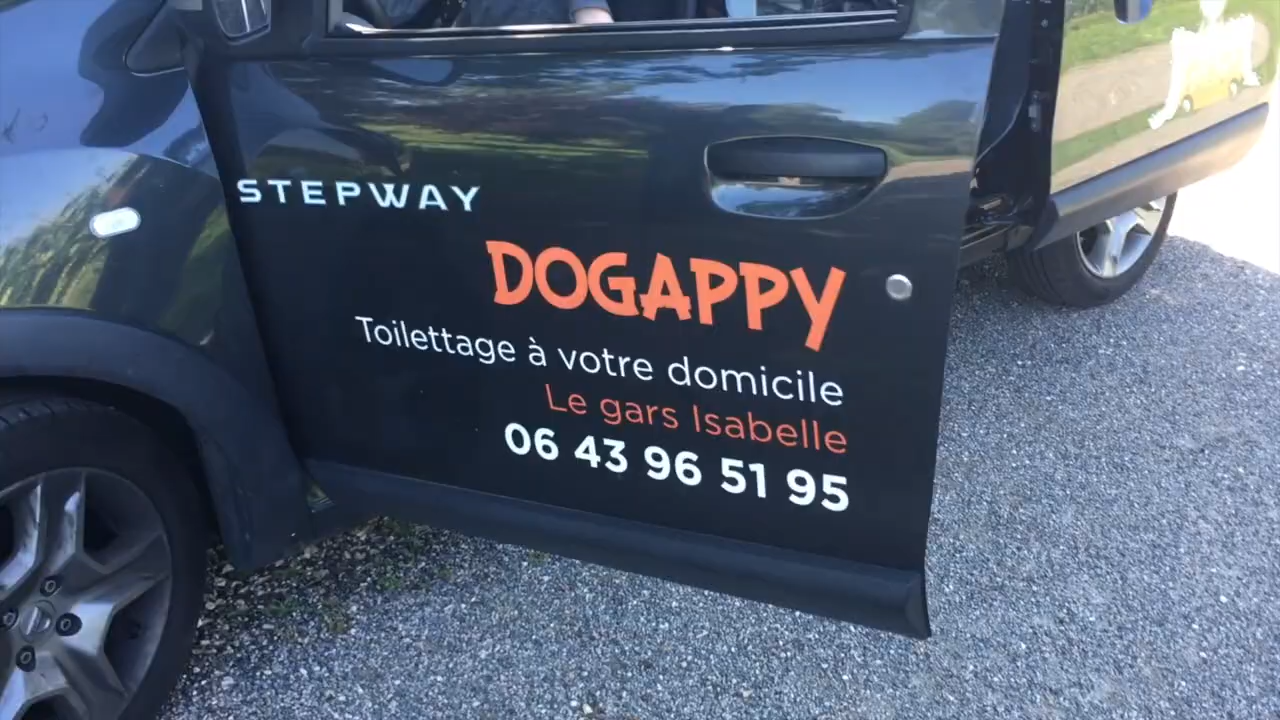 STEPWAY
DOGAPPY
Toilettage à votre domicile
Le gars Isabelle
06 43 96 51 95